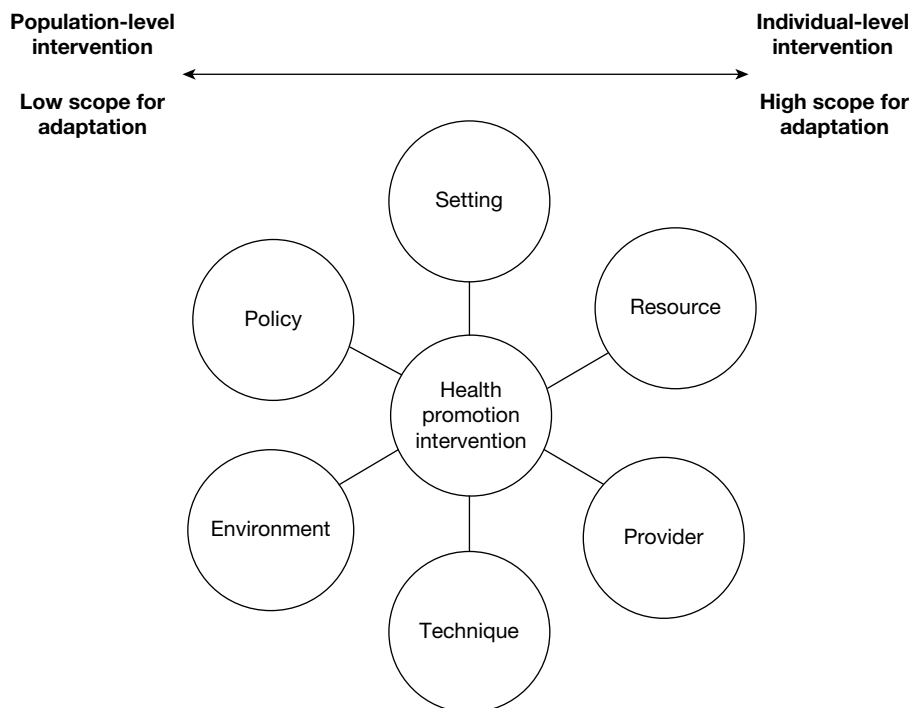 Population-level
intervention
Individual-level
intervention
Low scope for
adaptation
High scope for
adaptation
Setting
Policy
Resource
Health
promotion
intervention
Environment
Provider
Technique